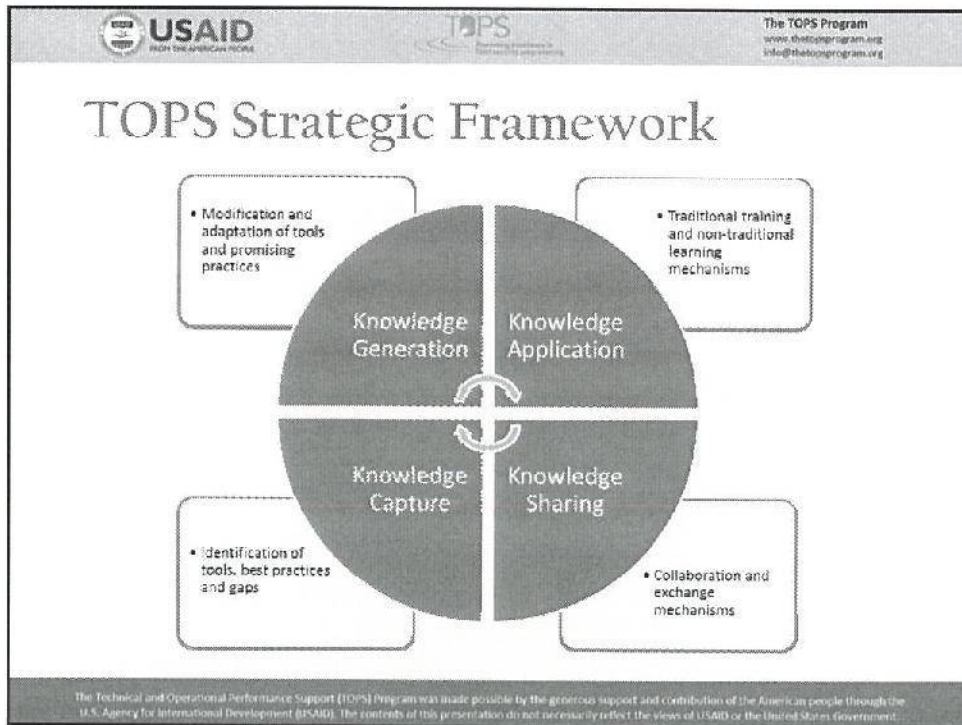 USAID
FROM THE AMERICAN PEOPLE
TOPS
The TOPS Program
www.thetopsprogram.org
info@thetopsprogram.org
TOPS Strategic Framework
• Modification and
adaptation of tools
and promising
practices
• Traditional training
and non-traditional
learning
mechanisms
Knowledge
Generation
Knowledge
Application
Knowledge
Capture
Knowledge
Sharing
• Identification of
tools, best practices
and gaps
• Collaboration and
exchange
mechanisms
The Technical and Operational Performance Support (TOPS) Program was made possible by the generous support and contribution of the American people through the
U.S. Agency for International Development (USAID). The contents of this presentation do not necessarily reflect the views of USAID or the United States Government.